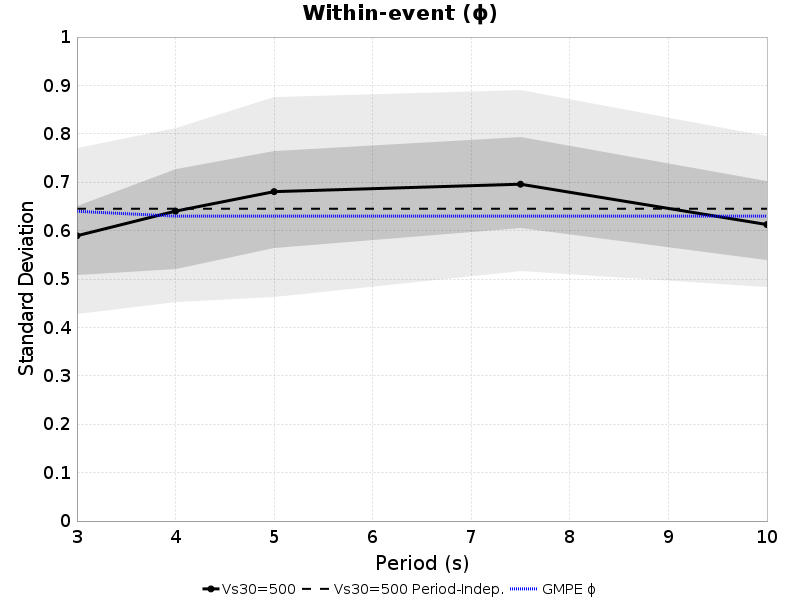 Within-event (ϕ)
1
0.9
0.8
0.7
0.6
0.5
0.4
0.3
0.2
0.1
0
Standard Deviation
3 4 5 6 7 8 9 10
Period (s)
Vs30=500 Vs30=500 Period-Indep. GMPE ϕ